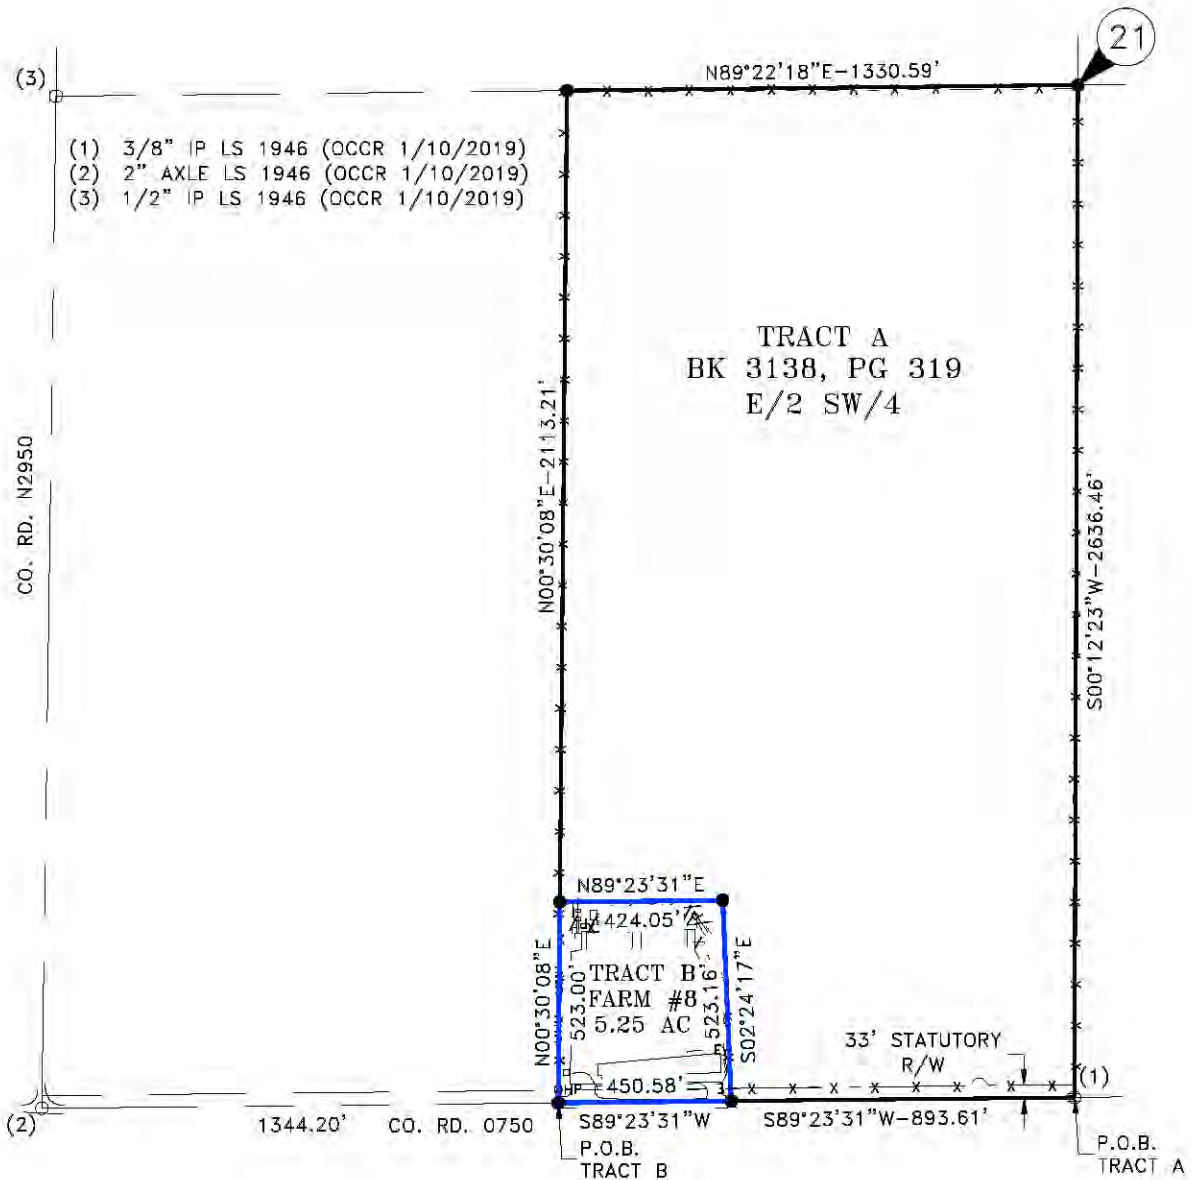 21
N89°22'18"E-1330.59'
(3)
(1) 3/8" IP LS 1946 (OCCR 1/10/2019)
(2) 2" AXLE LS 1946 (OCCR 1/10/2019)
(3) 1/2" IP LS 1946 (OCCR 1/10/2019)
TRACT A
BK 3138, PG 319
E/2 SW/4
CO. RD. N2950
N00°30'08"E-2113.21'
S00°12'23"W-2636.46'
N89°23'31"E
424.05'
N00°30'08"E
523.00'
TRACT B
FARM #8
5.25 AC
523.16'
S02°24'17"E
33' STATUTORY
R/W
(1)
450.58'
(2)
1344.20'
CO. RD. 0750
S89°23'31"W
S89°23'31"W-893.61'
P.O.B.
TRACT B
P.O.B.
TRACT A